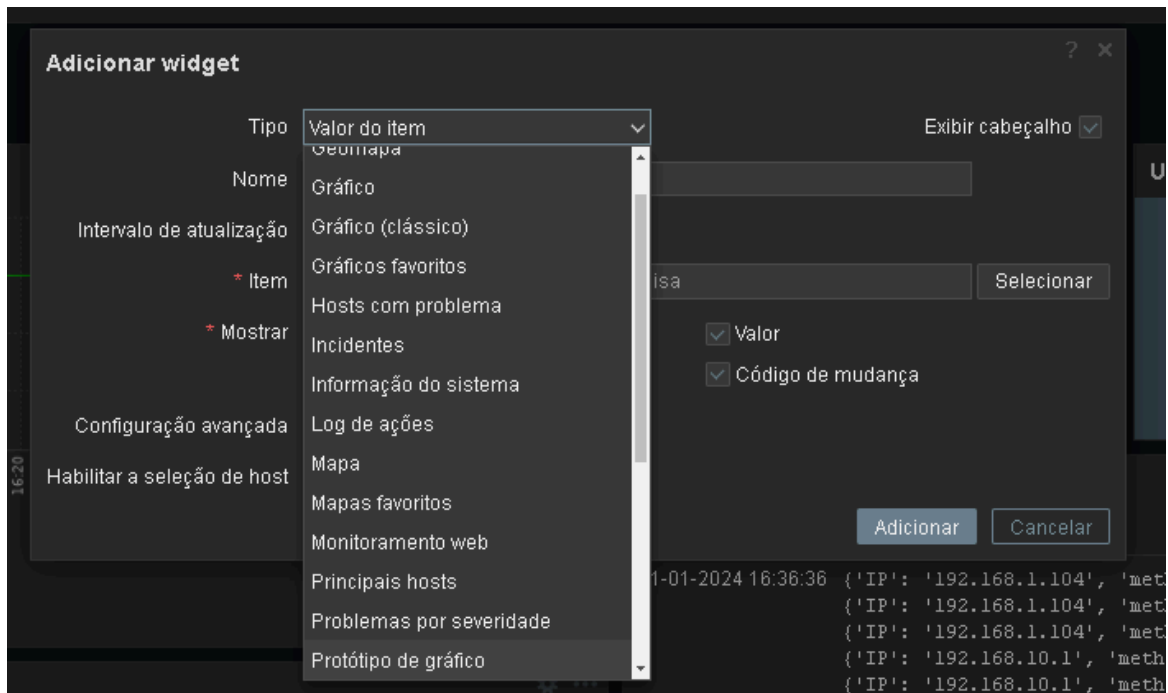 ? ×
Adicionar widget
Tipo Valor do item Exibir cabeçalho
Geomapa
Nome
Gráfico
Intervalo de atualização Gráfico (clássico)
Gráficos favoritos
* Item isa Selecionar
Hosts com problema
* Mostrar Valor
Incidentes
Informação do sistema Código de mudança
Configuração avançada Log de ações
Mapa
Habilitar a seleção de host
Mapas favoritos
Adicionar Cancelar
Monitoramento web
Principais hosts
Problemas por severidade
Protótipo de gráfico
U
16:20
1-01-2024 16:36:36 {'IP': '192.168.1.104', 'met
{'IP': '192.168.1.104', 'met
{'IP': '192.168.1.104', 'met
{'IP': '192.168.10.1', 'meth
{'IP': '192.168.10.1', 'meth